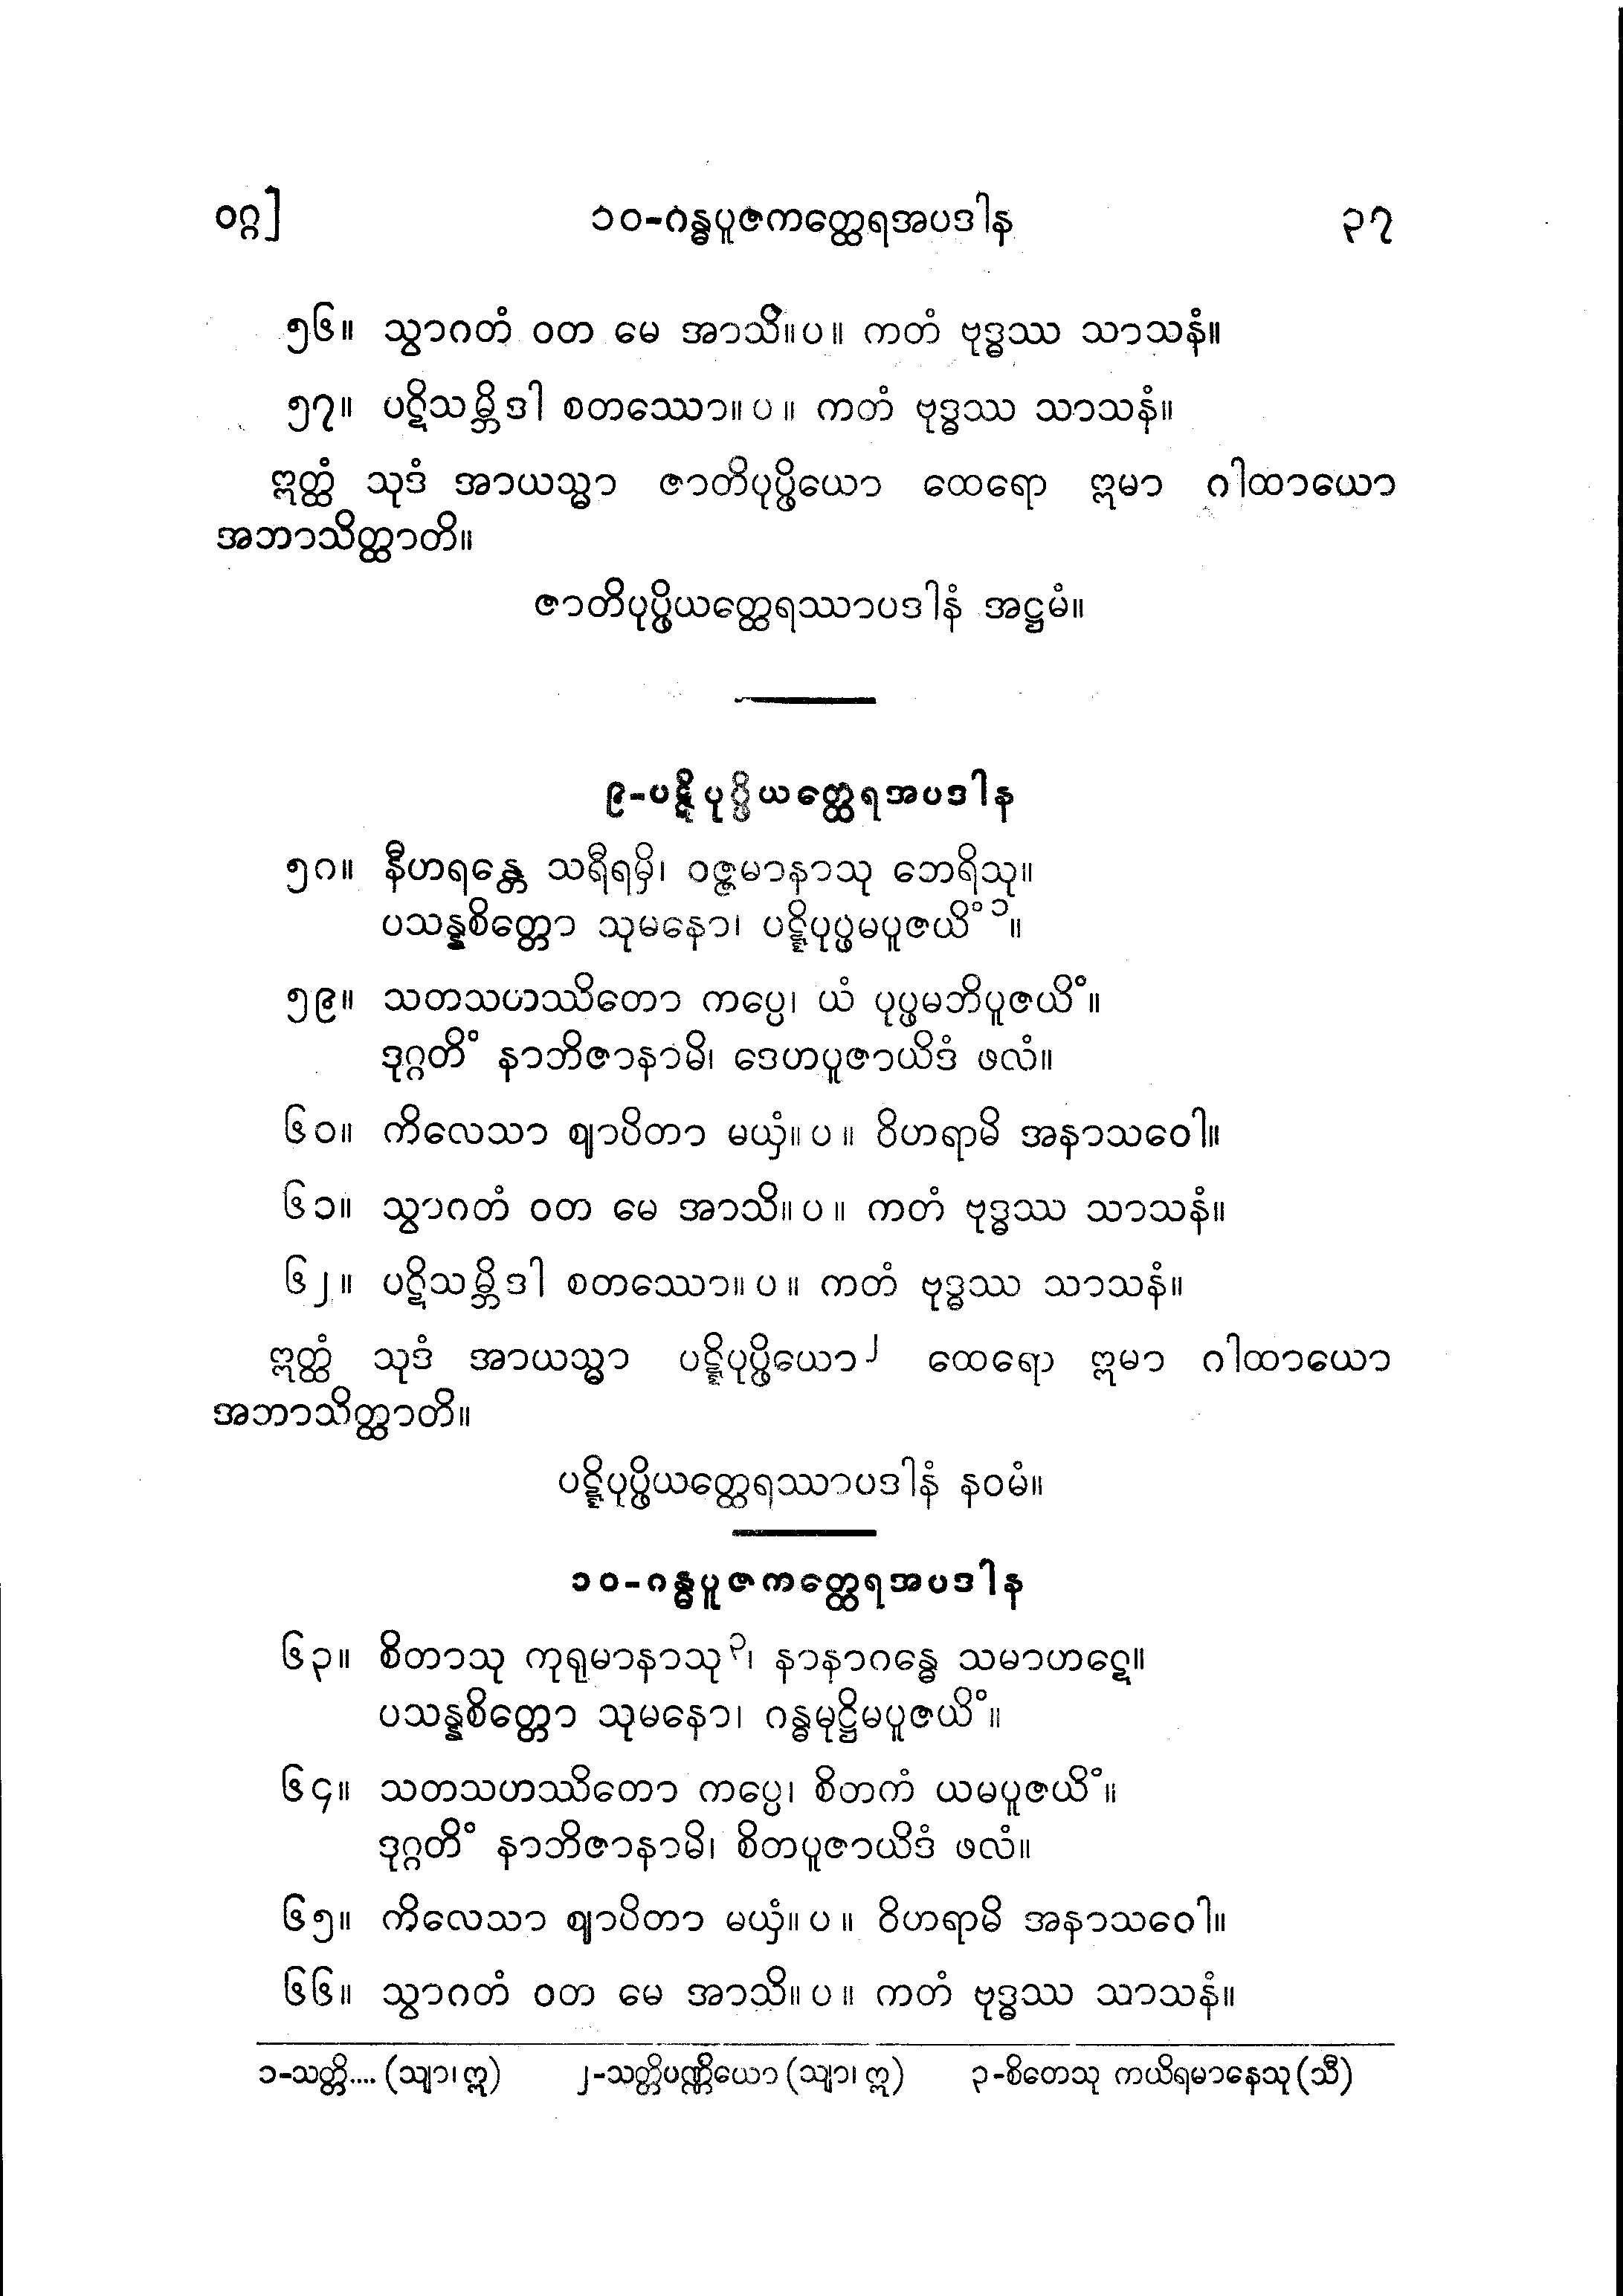 ဝဂ္ဂ] ၁၀-ဂန္ဓပူဇကတ္ထေရအပဒါန ၃၇
၅၆။ သွာဂတံ ဝတ မေ အာသိ။ပ။ ကတံ ဗုဒ္ဓဿ သာသနံ။
၅၇။ ပဋိသမ္ဘိဒါ စတဿော။ပ။ ကတံ ဗုဒ္ဓဿ သာသနံ။
ဣတ္ထံ သုဒံ အာယသ္မာ ဇာတိပုပ္ဖိယော ထေရော ဣမာ ဂါထာယော
အဘာသိတ္ထာတိ။
ဇာတိပုပ္ဖိယတ္ထေရဿာပဒါနံ အဋ္ဌမံ။
၉-ပဋ္ဋိပုပ္ဖိယတ္ထေရအပဒါန
၅၈။ နီဟရန္တေ သရီရမှိ၊ ဝဇ္ဇမာနာသု ဘေရိသု။
ပသန္နစိတ္တော သုမနော၊ ပဋ္ဋိပုပ္ဖမပူဇယိံ ၁။
၅၉။ သတသဟဿိတော ကပ္ပေ၊ ယံ ပုပ္ဖမဘိပူဇယိံ။
ဒုဂ္ဂတိံ နာဘိဇာနာမိ၊ ဒေဟပူဇာယိဒံ ဖလံ။
၆၀။ ကိလေသာ ဈာပိတာ မယှံ။ပ။ ဝိဟရာမိ အနာသဝေါ။
၆၁။ သွာဂတံ ဝတ မေ အာသိ။ပ။ ကတံ ဗုဒ္ဓဿ သာသနံ။
၆၂။ ပဋိသမ္ဘိဒါ စတဿော။ပ။ ကတံ ဗုဒ္ဓဿ သာသနံ။
ဣတ္ထံ သုဒံ အာယသ္မာ ပဋ္ဋိပုပ္ဖိယော ၂ ထေရော ဣမာ ဂါထာယော
အဘာသိတ္ထာတိ။
ပဋ္ဋိပုပ္ဖိယတ္ထေရဿာပဒါနံ နဝမံ။
၁၀-ဂန္ဓပူဇကတ္ထေရအပဒါန
၆၃။ စိတာသု ကုရုမာနာသု ၃၊ နာနာဂန္ဓေ သမာဟဋေ။
ပသန္နစိတ္တော သုမနော၊ ဂန္ဓမုဋ္ဌိမပူဇယိံ။
၆၄။ သတသဟဿိတော ကပ္ပေ၊ စိတကံ ယမပူဇယိံ။
ဒုဂ္ဂတိံ နာဘိဇာနာမိ၊ စိတပူဇာယိဒံ ဖလံ။
၆၅။ ကိလေသာ ဈာပိတာ မယှံ။ပ။ ဝိဟရာမိ အနာသဝေါ။
၆၆။ သွာဂတံ ဝတ မေ အာသိ။ပ။ ကတံ ဗုဒ္ဓဿ သာသနံ။
၁-သတ္တိ.... (သျာ၊ ဣ) ၂-သတ္တိပဏ္ဏိယော (သျာ၊ ဣ) ၃-စိတေသု ကယိရမာနေသု (သီ)